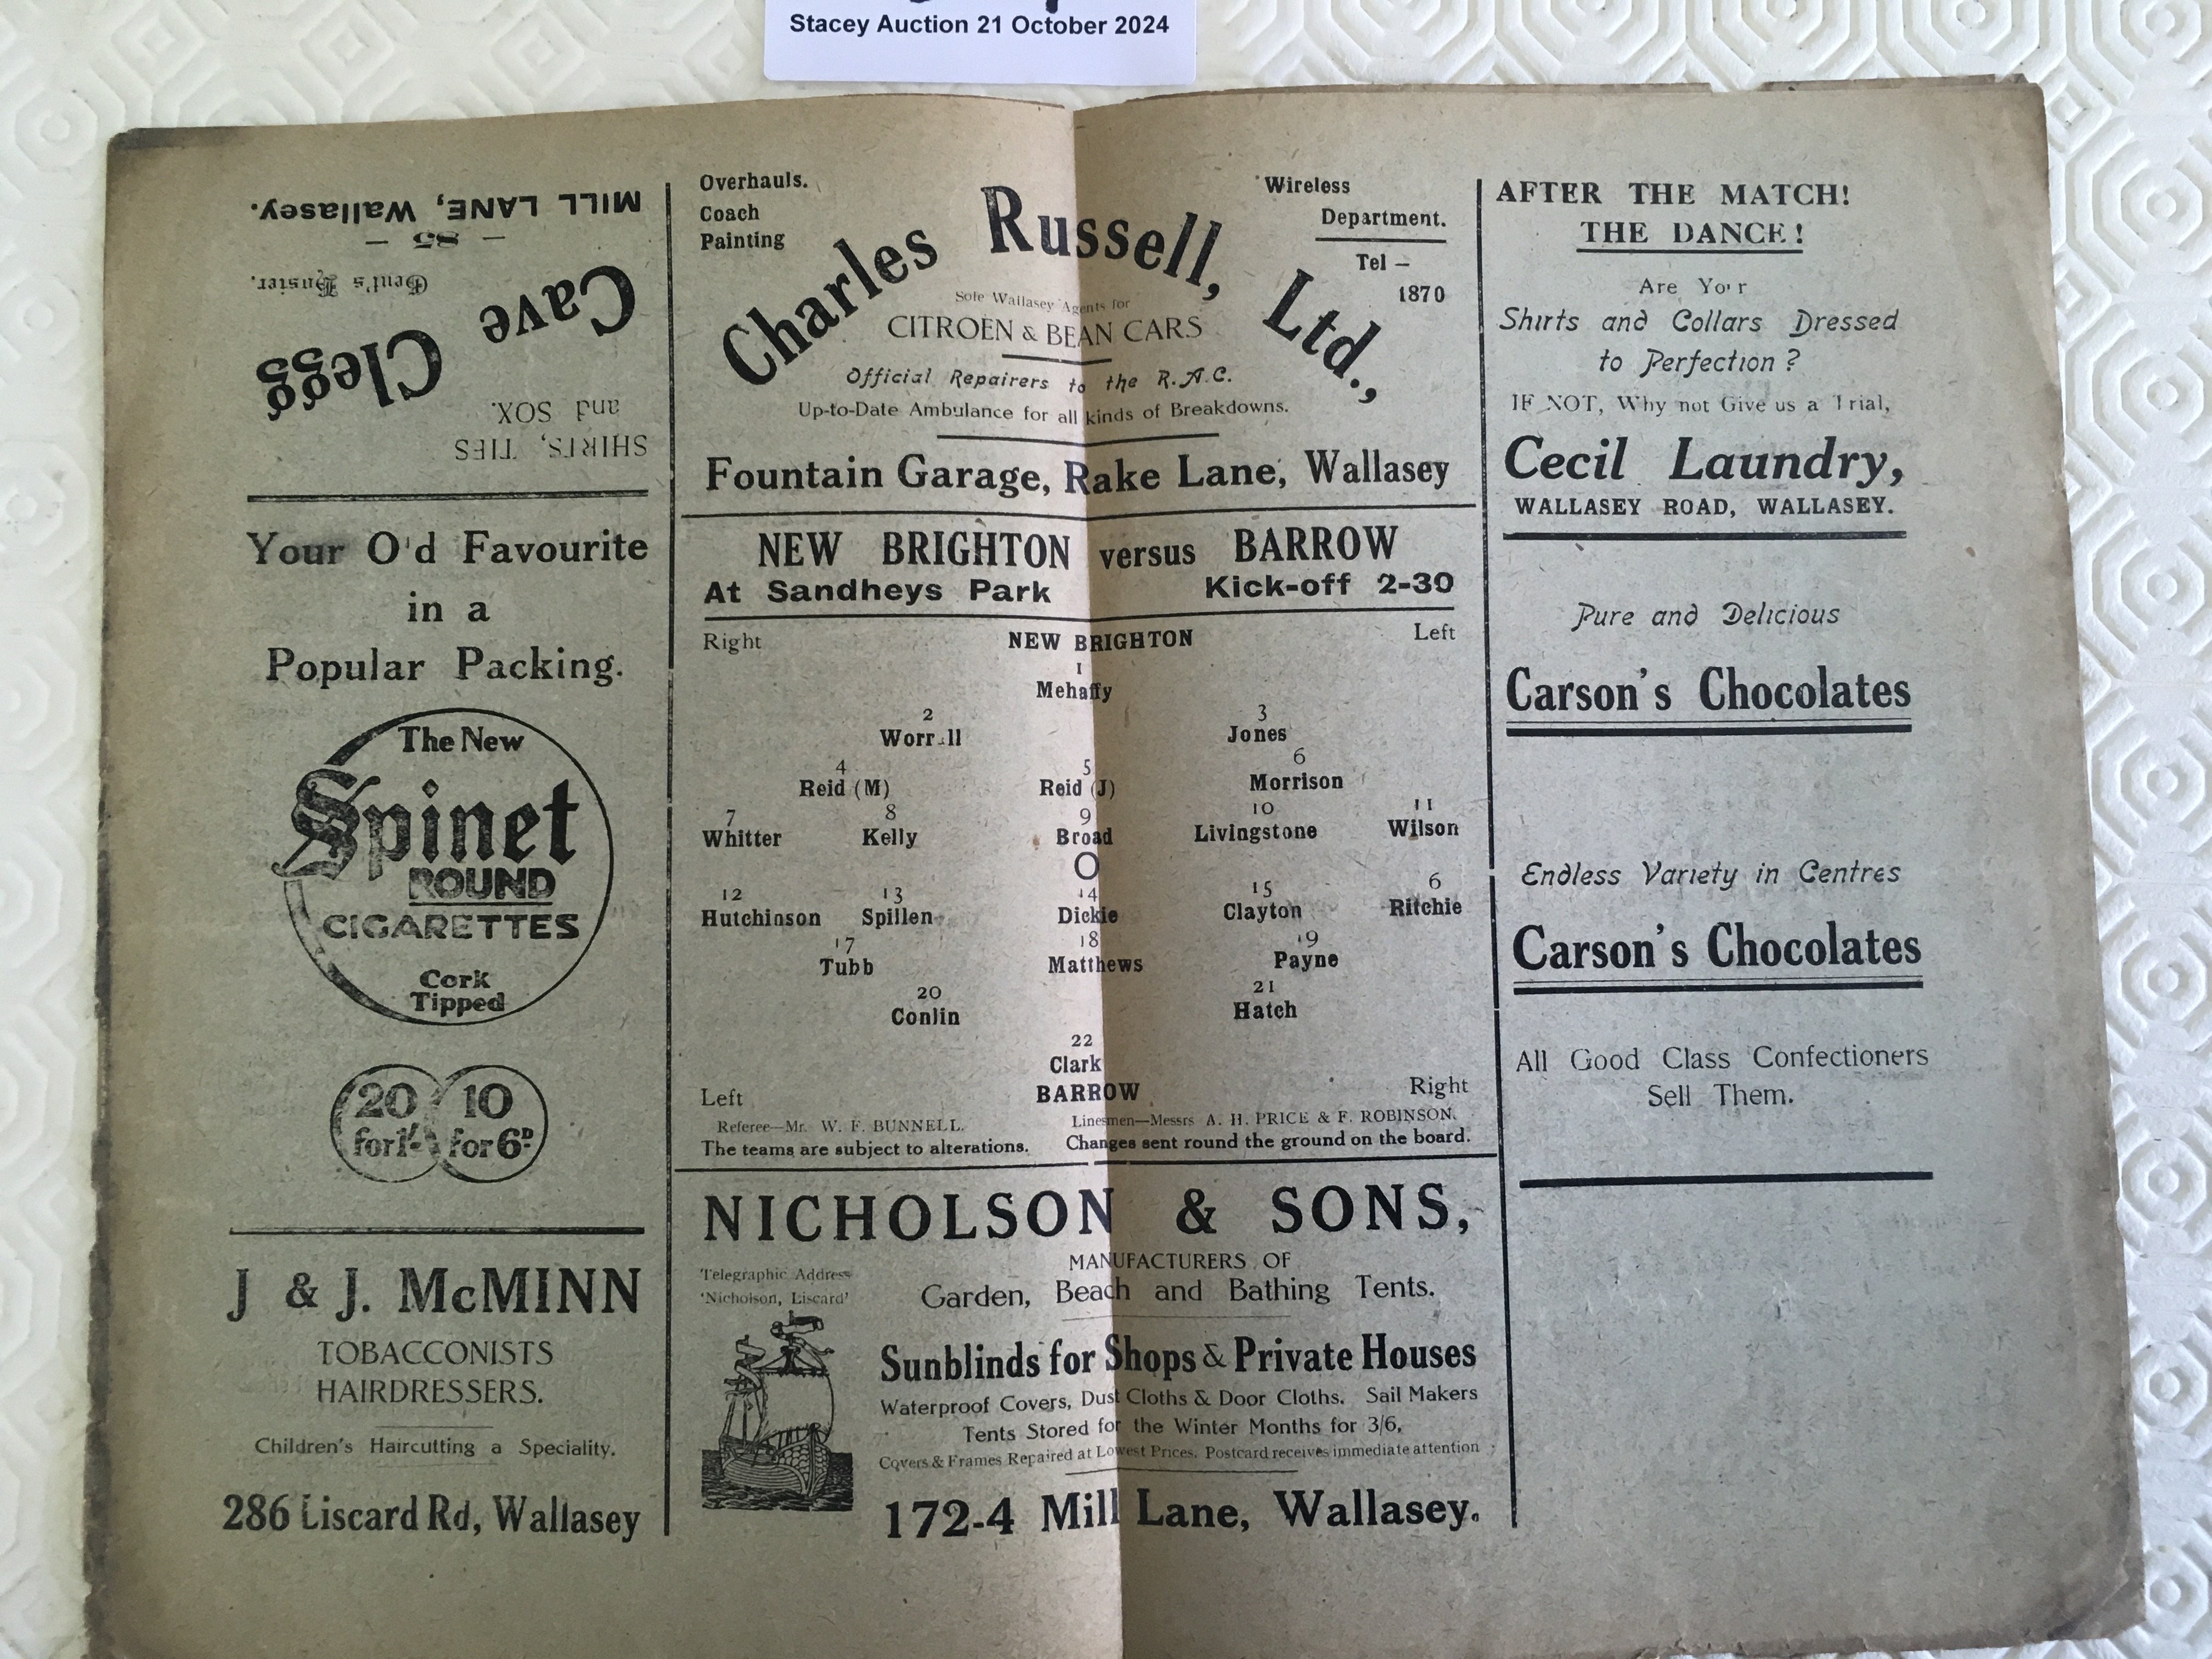 Stacey Auction 21 October 2024
SHIRTS, TIES
and SOX.
Cave Clegg
Gent's Hosier.
— 85 —
MILL LANE, Wallasey.
Your O'd Favourite
in a
Popular Packing.
The New
Spinet
ROUND
CIGARETTES
Cork
Tipped
20 for 1/-
10 for 6D.
J & J. McMINN
TOBACCONISTS
HAIRDRESSERS.
Children's Haircutting a Speciality.
286 Liscard Rd, Wallasey
Overhauls.
Coach
Painting
Wireless
Department.
Tel —
1870
Charles Russell, Ltd.,
Sole Wallasey Agents for
CITROEN & BEAN CARS
Official Repairers to the R.A.C.
Up-to-Date Ambulance for all kinds of Breakdowns.
Fountain Garage, Rake Lane, Wallasey
NEW BRIGHTON versus BARROW
At Sandheys Park Kick-off 2-30
Right NEW BRIGHTON Left
1
Mehaffy
2 3
Worrall Jones
4 5 6
Reid (M) Reid (J) Morrison
7 8 9 10 11
Whitter Kelly Broad Livingstone Wilson
O
12 13 14 15 6
Hutchinson Spillen Dickie Clayton Ritchie
17 18 19
Tubb Matthews Payne
20 21
Conlin Hatch
22
Clark
Left BARROW Right
Referee—Mr. W. F. BUNNELL. Linesmen—Messrs A. H. PRICE & F. ROBINSON.
The teams are subject to alterations. Changes sent round the ground on the board.
NICHOLSON & SONS,
MANUFACTURERS OF
Garden, Beach and Bathing Tents.
Telegraphic Address
'Nicholson, Liscard'
Sunblinds for Shops & Private Houses
Waterproof Covers, Dust Cloths & Door Cloths. Sail Makers
Tents Stored for the Winter Months for 3/6,
Covers & Frames Repaired at Lowest Prices. Postcard receives immediate attention
172-4 Mill Lane, Wallasey.
AFTER THE MATCH!
THE DANCE!
Are Your
Shirts and Collars Dressed
to Perfection?
IF NOT, Why not Give us a Trial,
Cecil Laundry,
WALLASEY ROAD, WALLASEY.
Pure and Delicious
Carson's Chocolates
Endless Variety in Centres
Carson's Chocolates
All Good Class Confectioners
Sell Them.